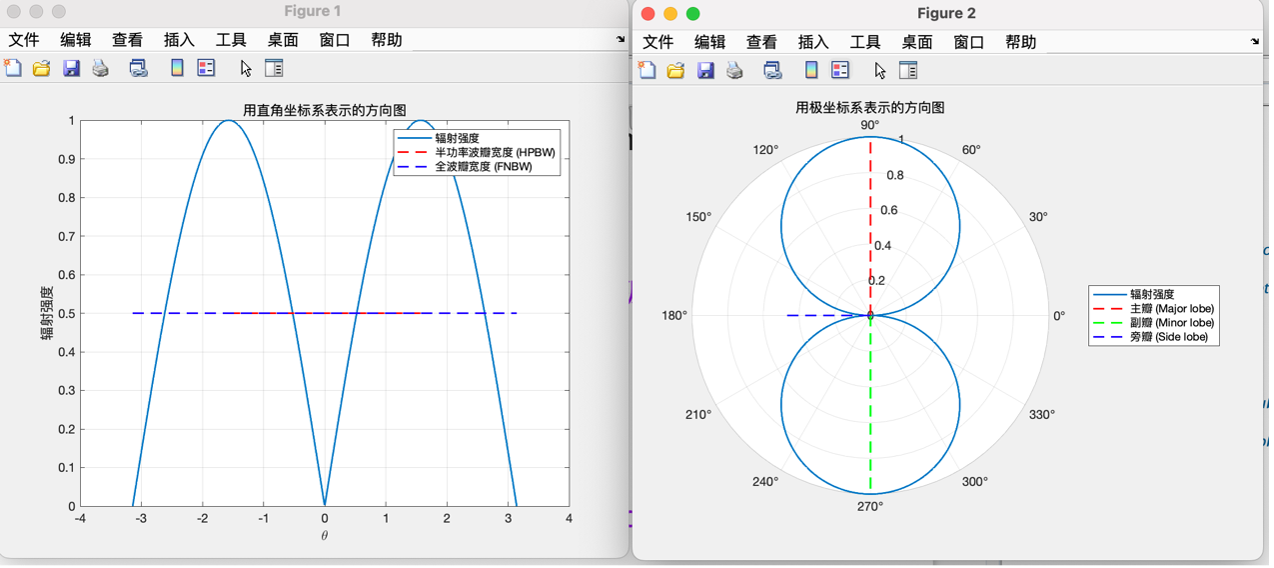 Figure 1
文件 编辑 查看 插入 工具 桌面 窗口 帮助
用直角坐标系表示的方向图
辐射强度
半功率波瓣宽度 (HPBW)
全波瓣宽度 (FNBW)
1
0.9
0.8
0.7
0.6
0.5
0.4
0.3
0.2
0.1
0
辐射强度
-4 -3 -2 -1 0 1 2 3 4
θ
Figure 2
文件 编辑 查看 插入 工具 桌面 窗口 帮助
用极坐标系表示的方向图
90°
120° 1 60°
0.8
150° 0.6 30°
0.4
0.2
180° 0 0°
210° 330°
240° 300°
270°
辐射强度
主瓣 (Major lobe)
副瓣 (Minor lobe)
旁瓣 (Side lobe)